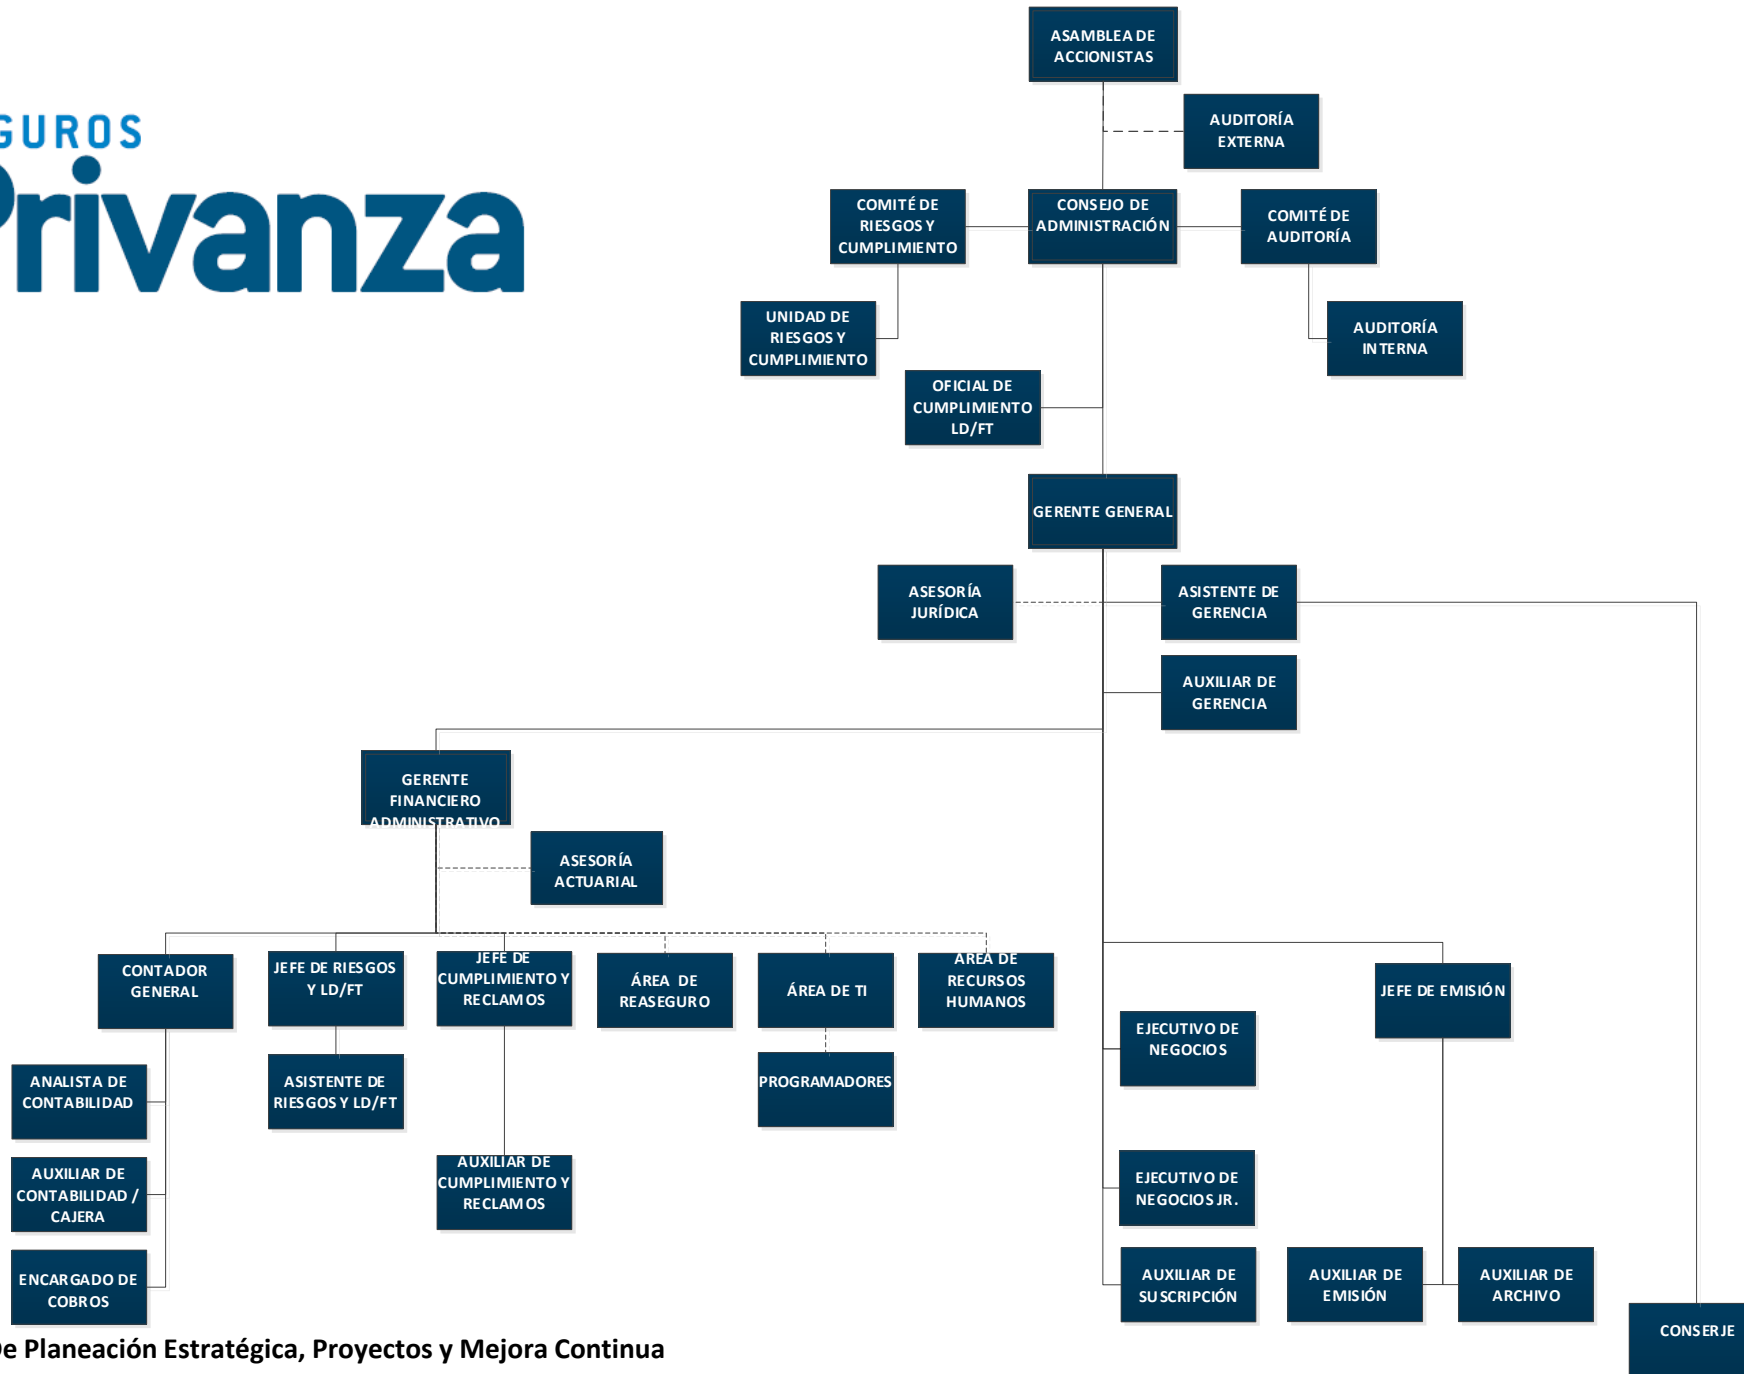 ASAMBLEA DE
ACCIONISTAS
AUDITORÍA
EXTERNA
GUROS
Privanza
COMITÉ DE
RIESGOS Y
CUMPLIMIENTO
CONSEJO DE
ADMINISTRACIÓN
COMITÉ DE
AUDITORÍA
UNIDAD DE
RIESGOS Y
CUMPLIMIENTO
AUDITORÍA
INTERNA
OFICIAL DE
CUMPLIMIENTO
LD/FT
GERENTE GENERAL
ASESORÍA
JURÍDICA
ASISTENTE DE
GERENCIA
AUXILIAR DE
GERENCIA
GERENTE
FINANCIERO
ADMINISTRATIVO
ASESORÍA
ACTUARIAL
CONTADOR
GENERAL
JEFE DE RIESGOS
Y LD/FT
JEFE DE
CUMPLIMIENTO Y
RECLAMOS
ÁREA DE
REASEGURO
ÁREA DE TI
ÁREA DE
RECURSOS
HUMANOS
JEFE DE EMISIÓN
EJECUTIVO DE
NEGOCIOS
ANALISTA DE
CONTABILIDAD
ASISTENTE DE
RIESGOS Y LD/FT
PROGRAMADORES
AUXILIAR DE
CONTABILIDAD /
CAJERA
AUXILIAR DE
CUMPLIMIENTO Y
RECLAMOS
EJECUTIVO DE
NEGOCIOS JR.
ENCARGADO DE
COBROS
AUXILIAR DE
SUSCRIPCIÓN
AUXILIAR DE
EMISIÓN
AUXILIAR DE
ARCHIVO
CONSERJE
De Planeación Estratégica, Proyectos y Mejora Continua